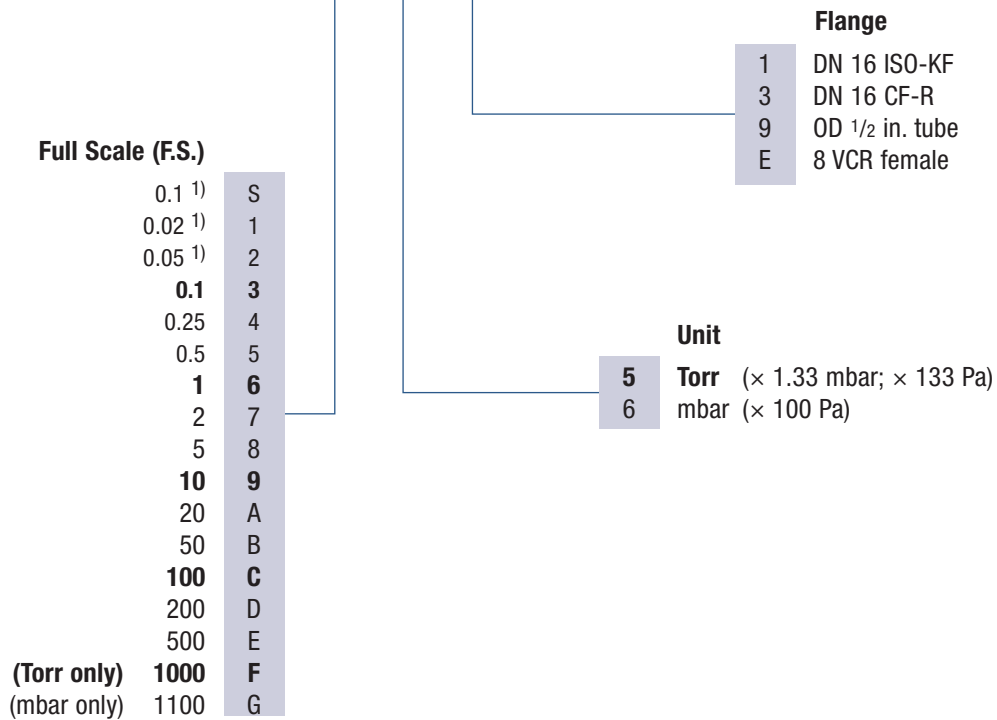 Flange
1 DN 16 ISO-KF
3 DN 16 CF-R
9 OD 1/2 in. tube
E 8 VCR female
Full Scale (F.S.)
0.1 1) S
0.02 1) 1
0.05 1) 2
0.1 3
0.25 4
0.5 5
1 6
2 7
5 8
10 9
20 A
50 B
100 C
200 D
500 E
(Torr only) 1000 F
(mbar only) 1100 G
Unit
5 Torr (× 1.33 mbar; × 133 Pa)
6 mbar (× 100 Pa)